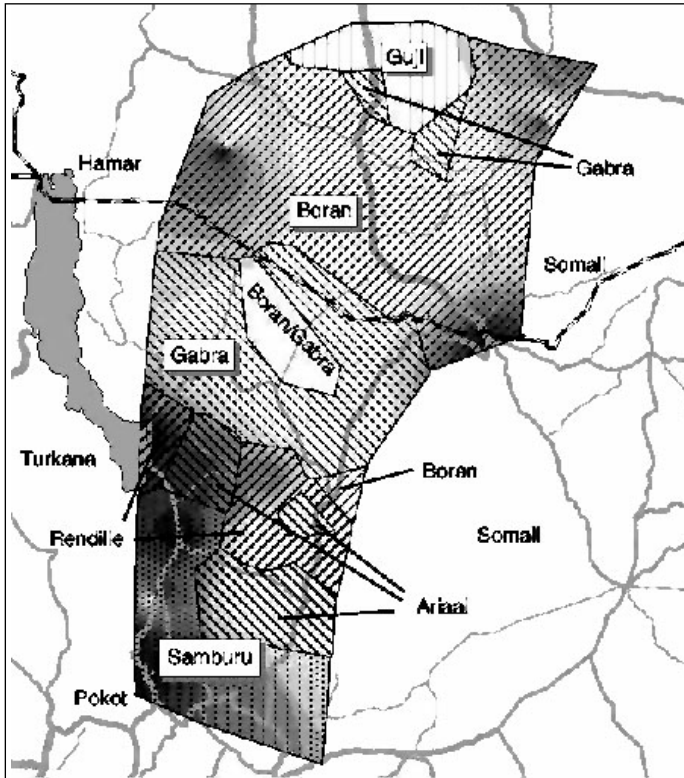 Guji
Hamar
Gabra
Boran
Somali
Boran/Gabra
Gabra
Turkana
Boran
Rendille
Somali
Ariaal
Samburu
Pokot